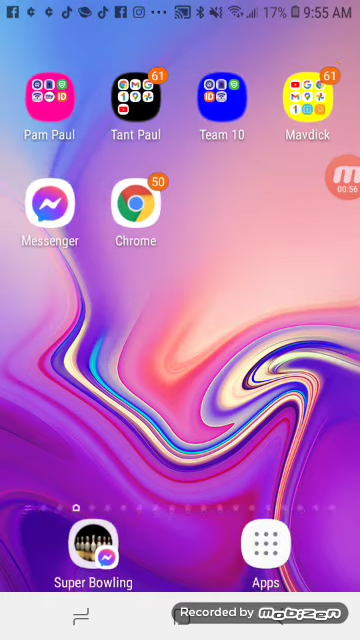 17% 9:55 AM
61
61
Pam Paul
Tant Paul
Team 10
Mavdick
00:56
50
Messenger
Chrome
Super Bowling
Apps
Recorded by mobizen